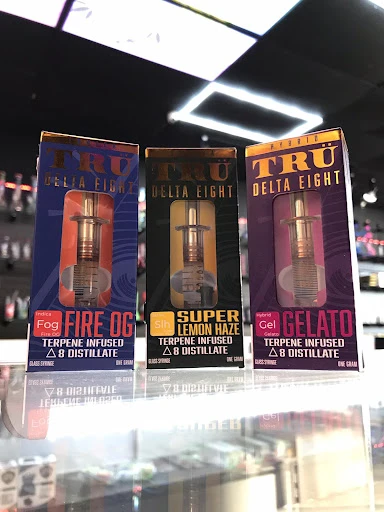 TRÜ
DELTA EIGHT
Indica
Fog
Fire OG
FIRE OG
TERPENE INFUSED
△ 8 DISTILLATE
GLASS SYRINGE
ONE GRAM
TRÜ
DELTA EIGHT
Slh
SUPER
LEMON HAZE
TERPENE INFUSED
△ 8 DISTILLATE
GLASS SYRINGE
ONE GRAM
HYBRID
TRÜ
DELTA EIGHT
Hybrid
Gel
Gelato
GELATO
TERPENE INFUSED
△ 8 DISTILLATE
GLASS SYRINGE
ONE GRAM